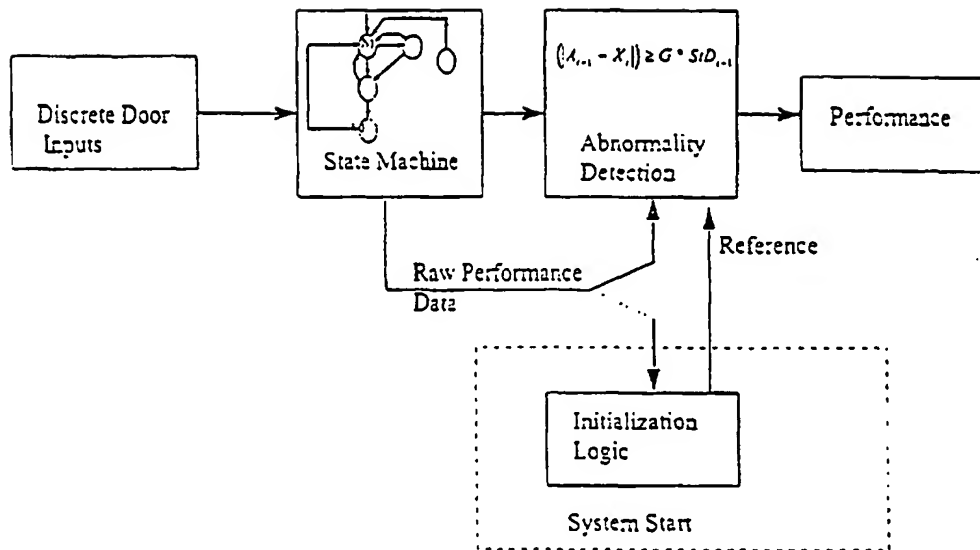 (|A_{t-1} - X_t|) ≥ G * StD_{t-1}
Discrete Door
Inputs
State Machine
Abnormality
Detection
Performance
Reference
Raw Performance
Data
Initialization
Logic
System Start